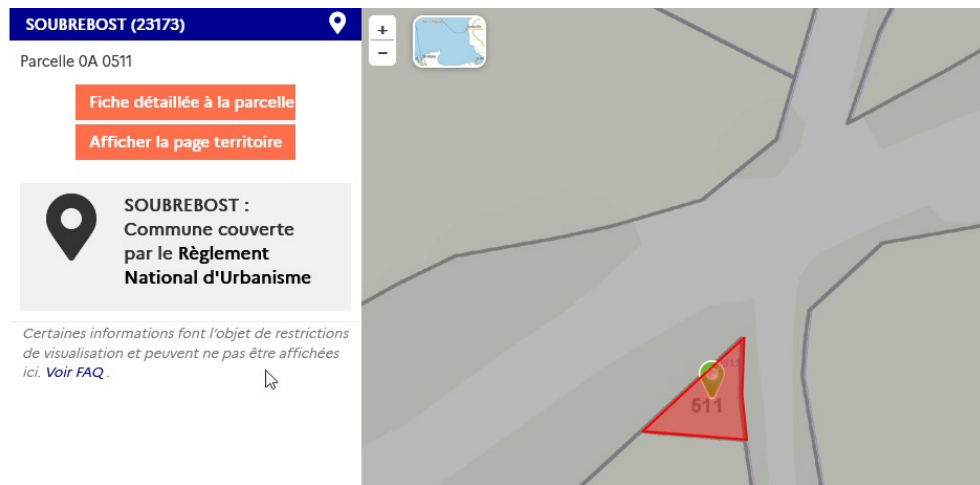 SOUBREBOST (23173)
Parcelle 0A 0511
Fiche détaillée à la parcelle
Afficher la page territoire
SOUBREBOST :
Commune couverte
par le Règlement
National d'Urbanisme
Certaines informations font l'objet de restrictions
de visualisation et peuvent ne pas être affichées
ici. Voir FAQ .
+
−
511